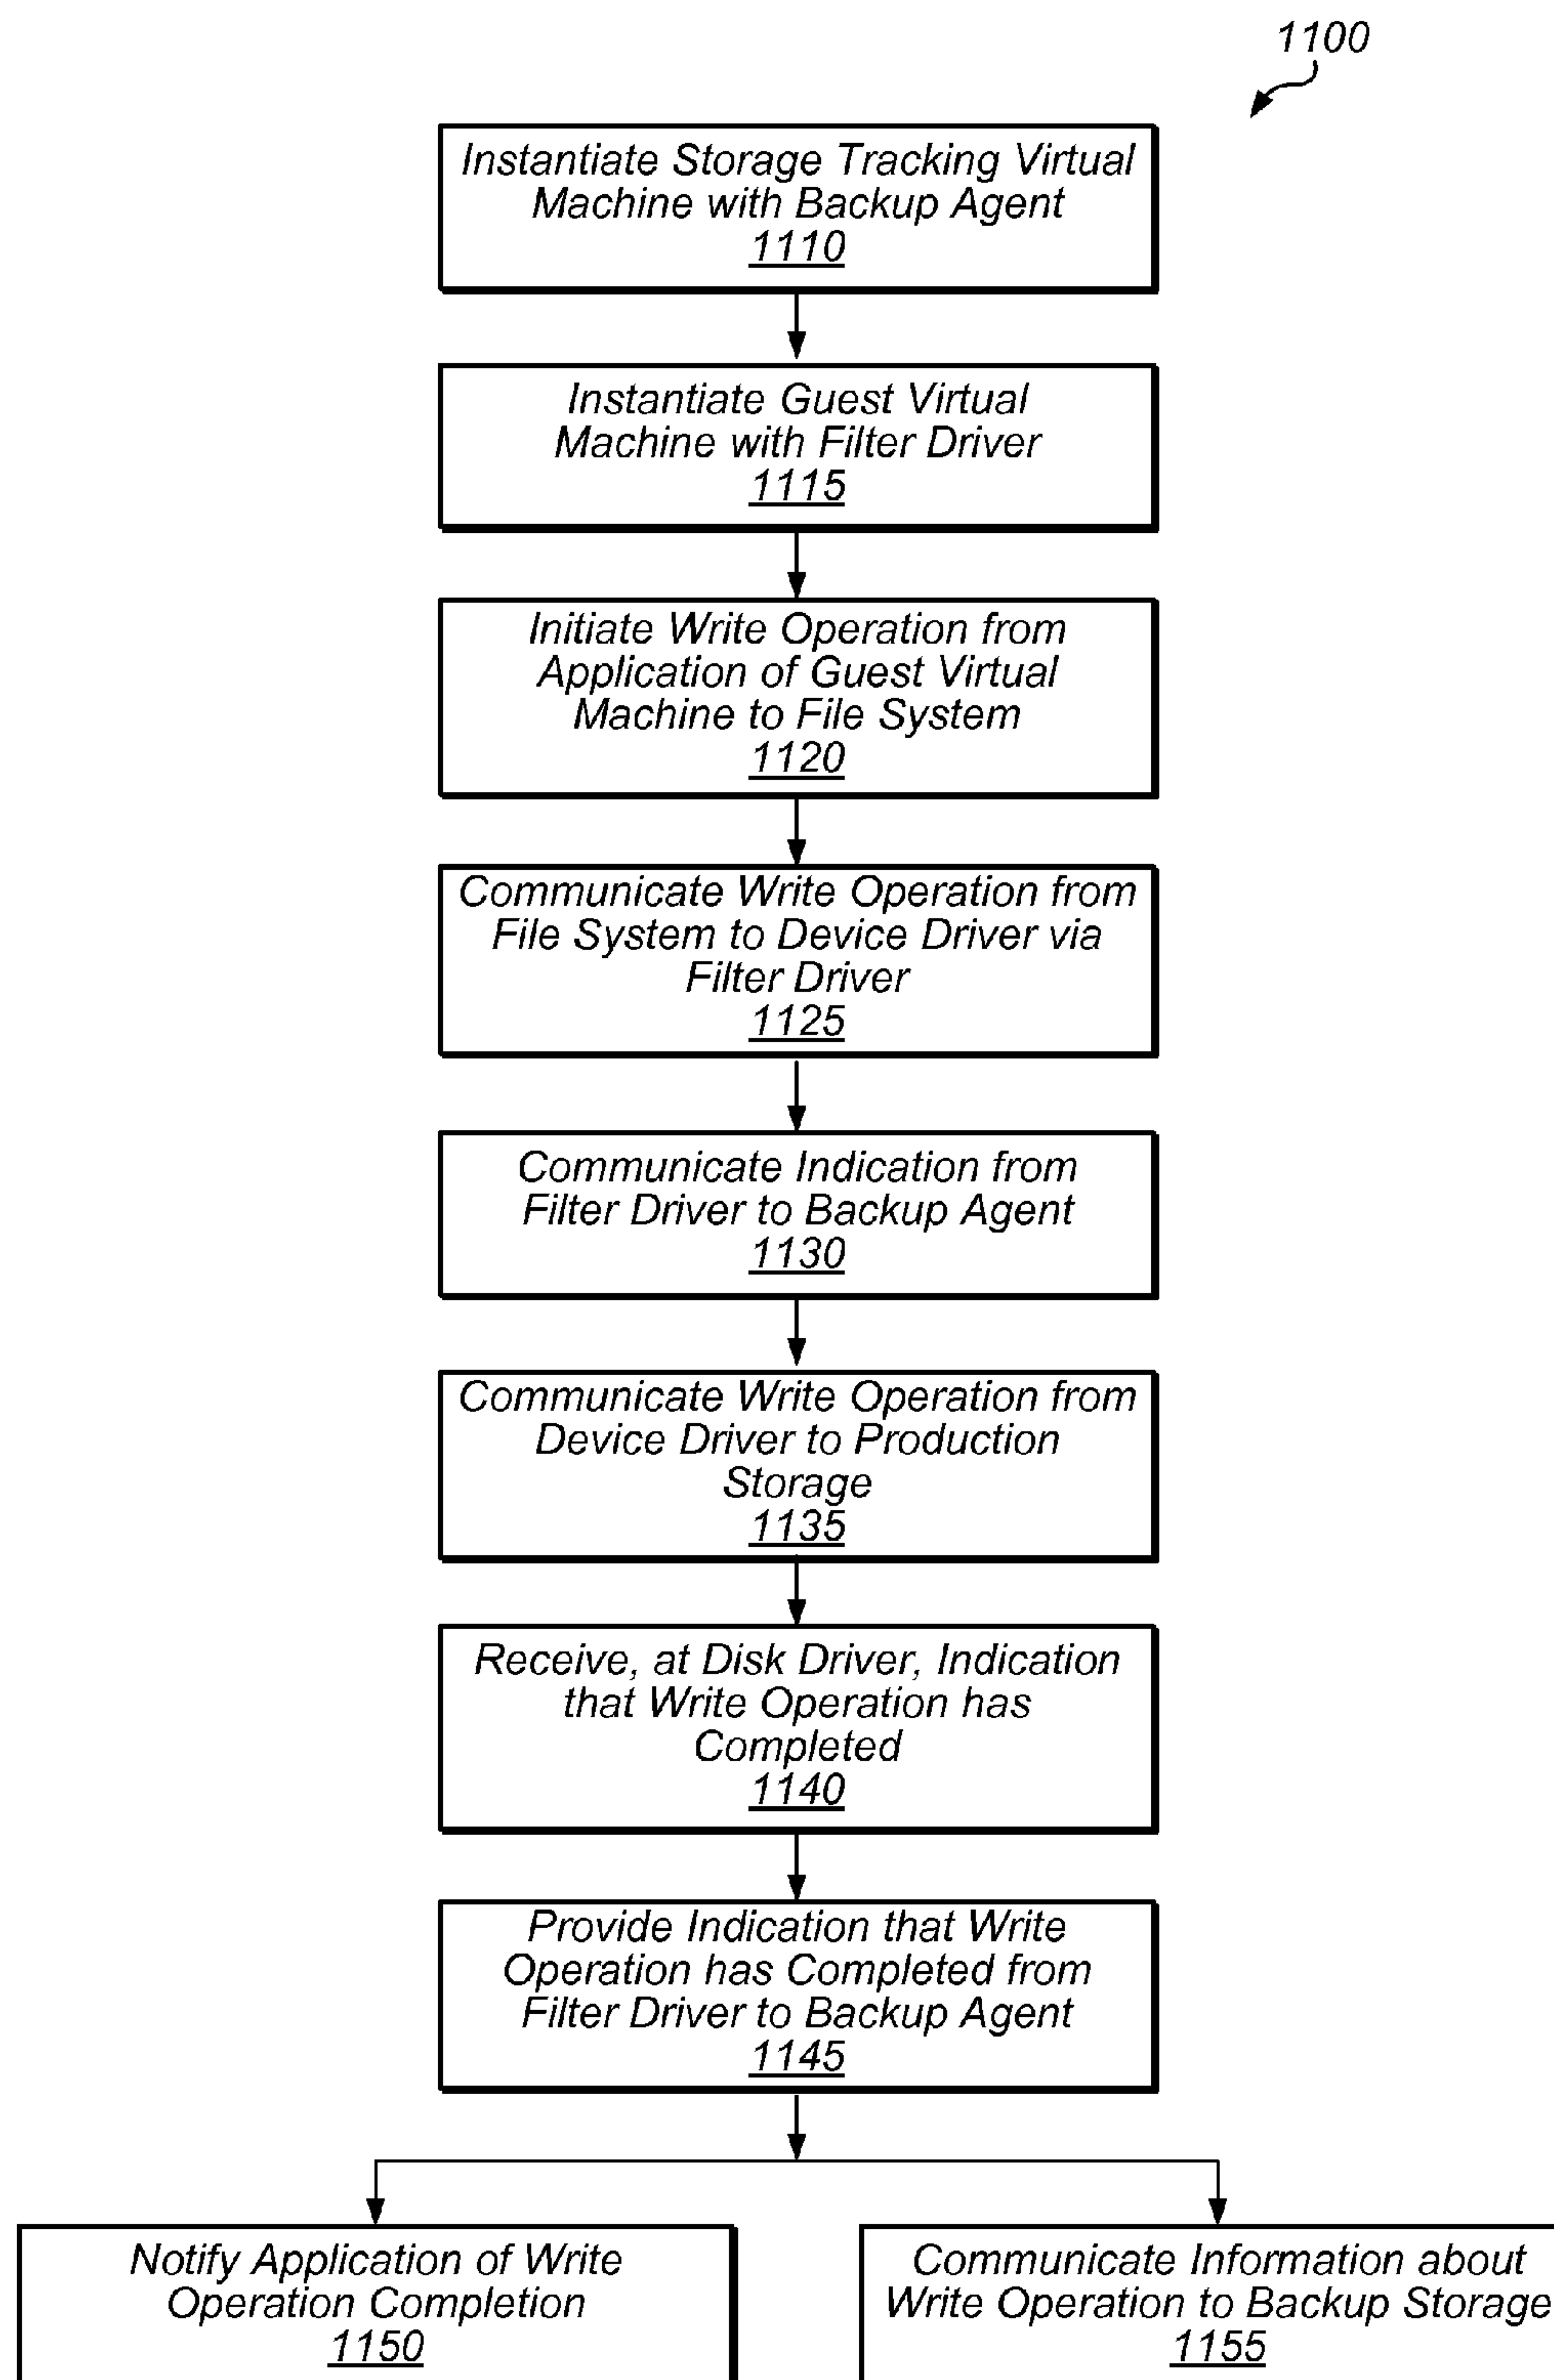 1100
Instantiate Storage Tracking Virtual
Machine with Backup Agent
1110
Instantiate Guest Virtual
Machine with Filter Driver
1115
Initiate Write Operation from
Application of Guest Virtual
Machine to File System
1120
Communicate Write Operation from
File System to Device Driver via
Filter Driver
1125
Communicate Indication from
Filter Driver to Backup Agent
1130
Communicate Write Operation from
Device Driver to Production
Storage
1135
Receive, at Disk Driver, Indication
that Write Operation has
Completed
1140
Provide Indication that Write
Operation has Completed from
Filter Driver to Backup Agent
1145
Notify Application of Write
Operation Completion
1150
Communicate Information about
Write Operation to Backup Storage
1155